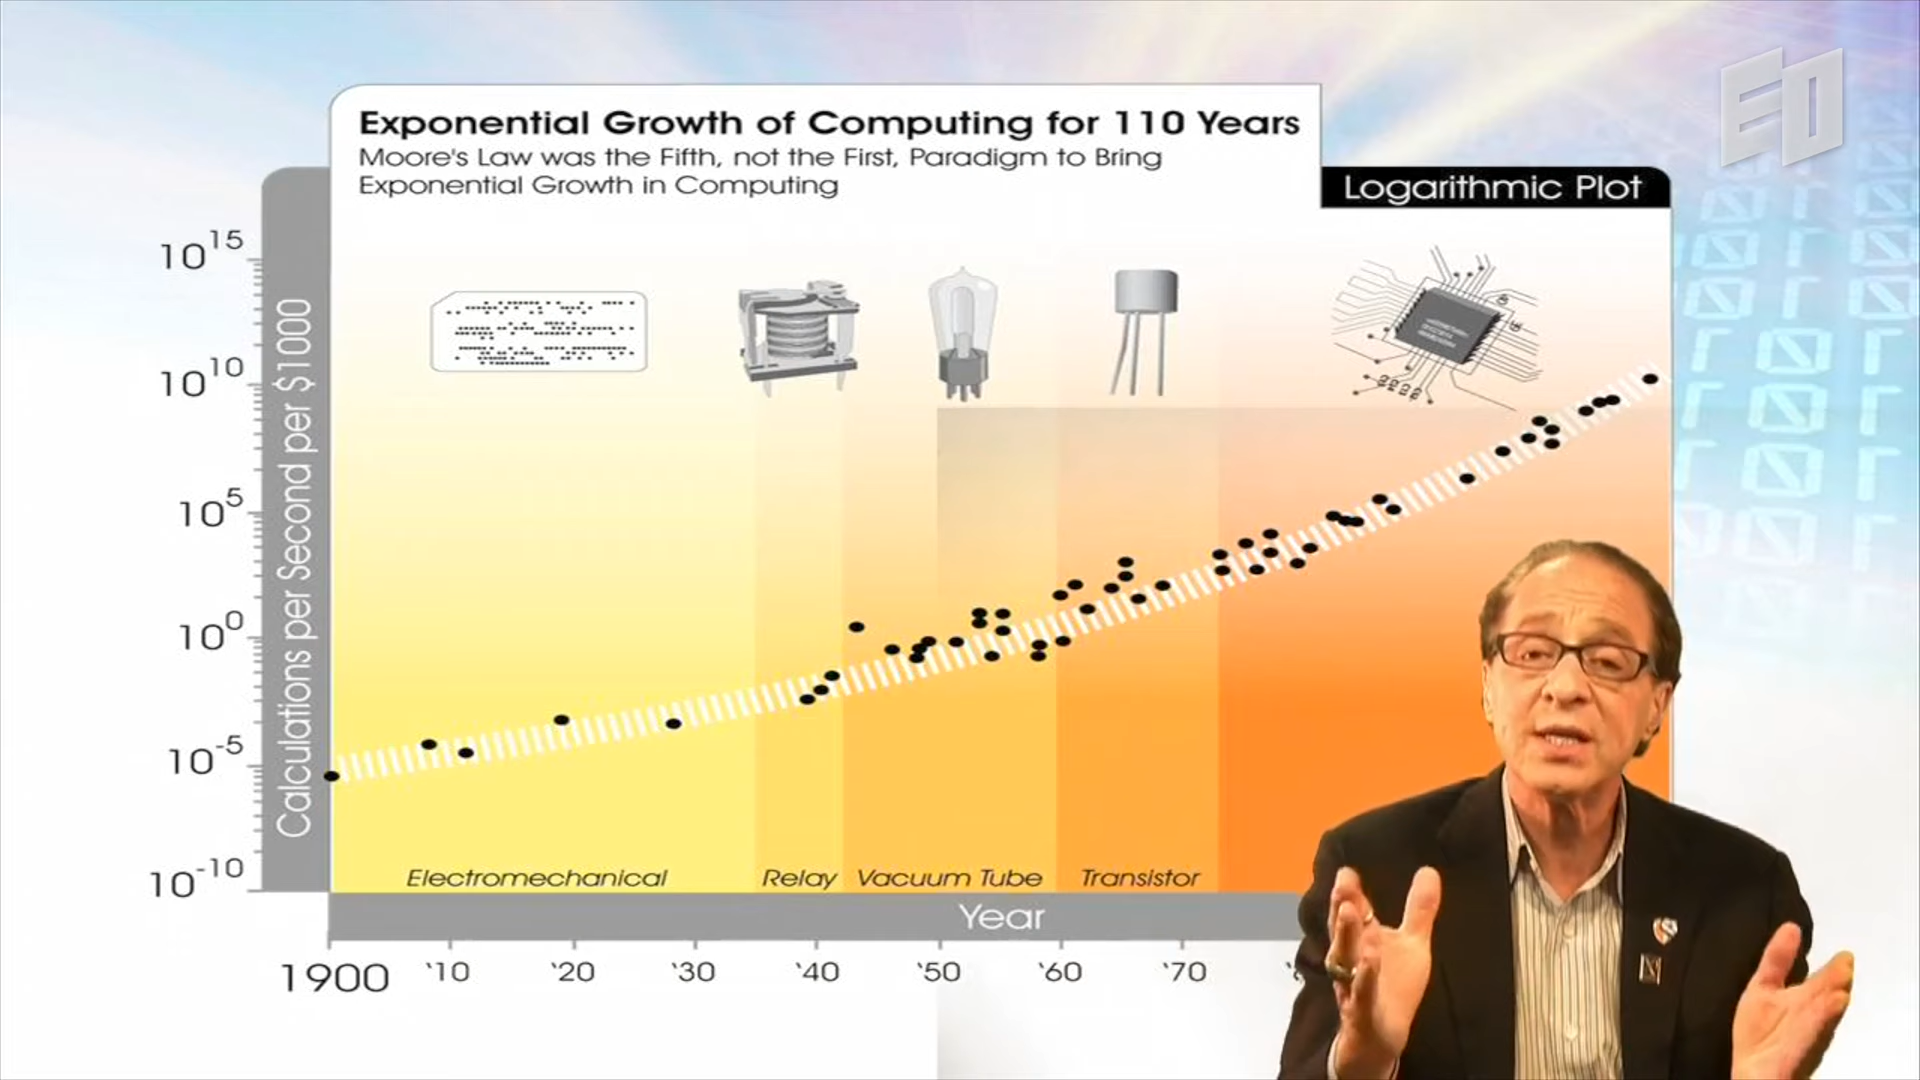 EO
Exponential Growth of Computing for 110 Years
Moore's Law was the Fifth, not the First, Paradigm to Bring
Exponential Growth in Computing
Logarithmic Plot
Calculations per Second per $1000
10^15
10^10
10^5
10^0
10^-5
10^-10
Electromechanical
Relay
Vacuum Tube
Transistor
Year
1900
'10
'20
'30
'40
'50
'60
'70